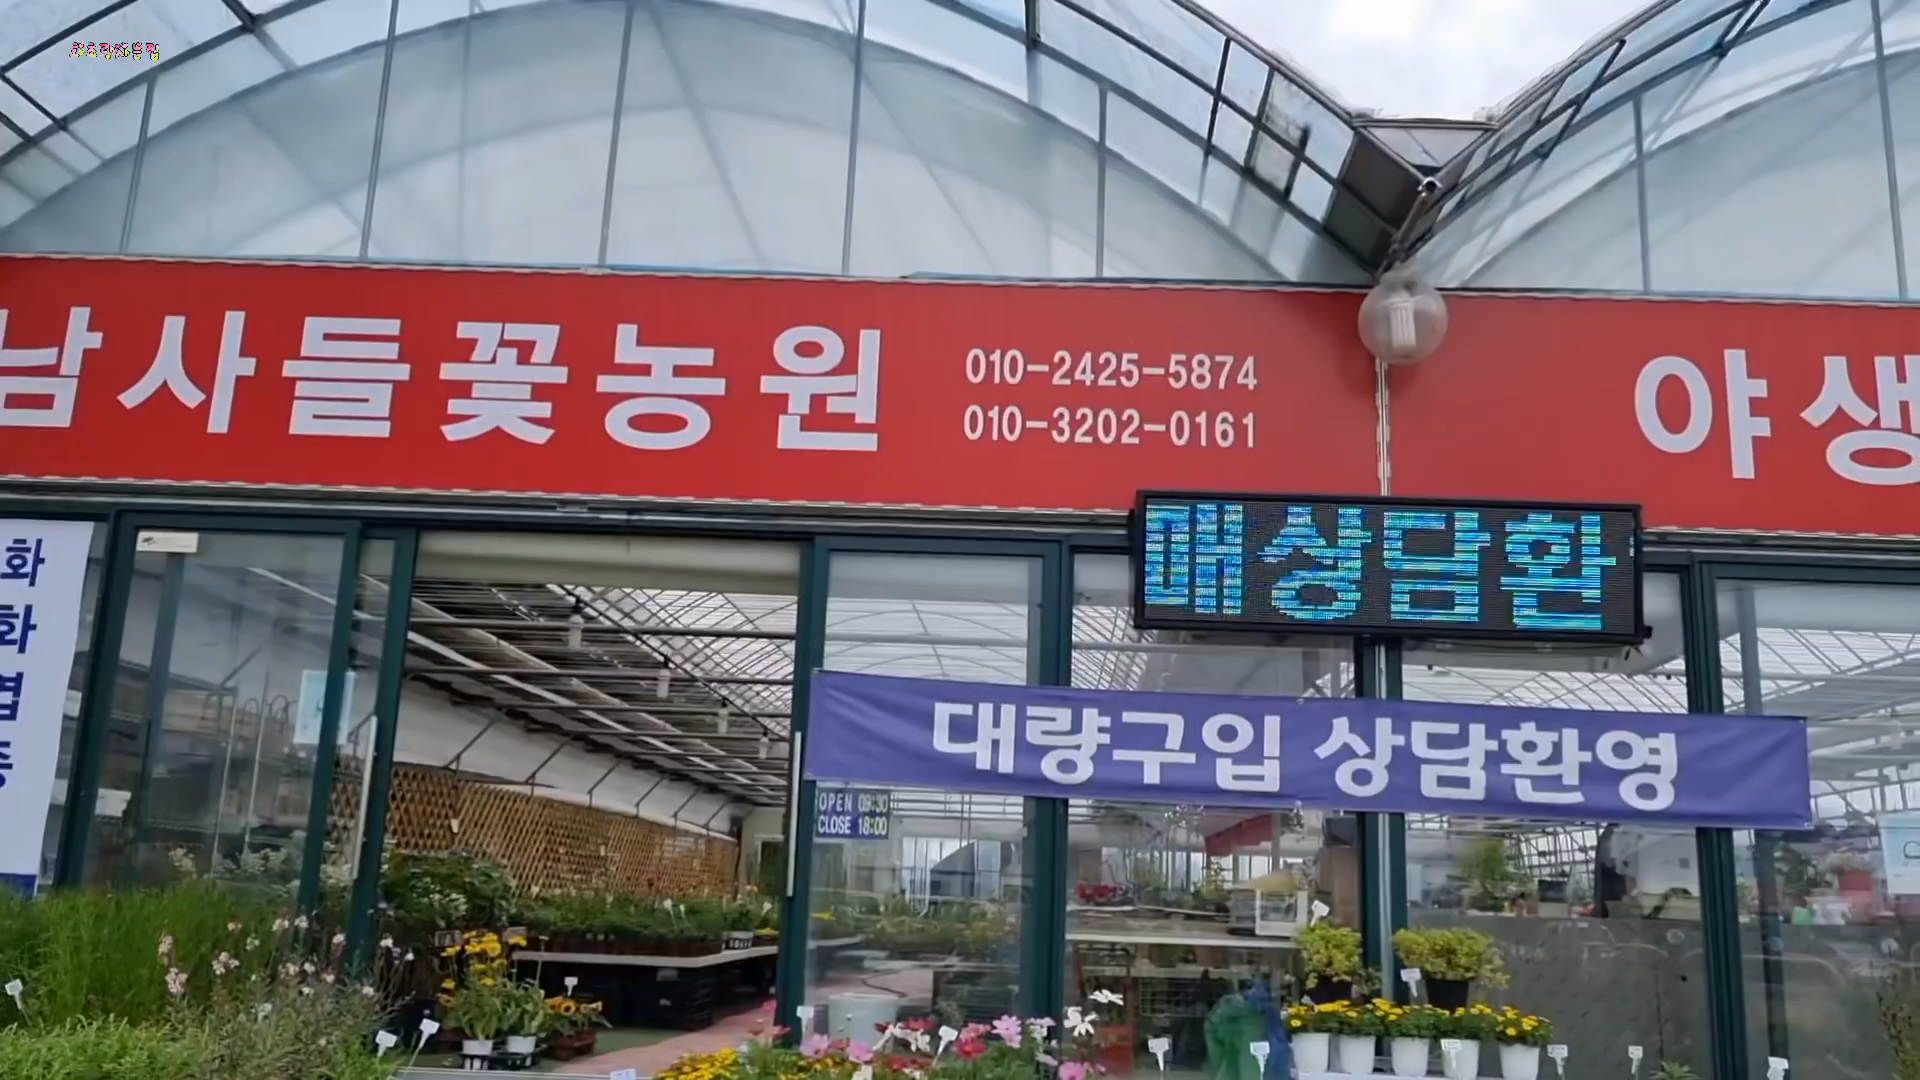 남사들꽃농원
010-2425-5874
010-3202-0161
야생
매상담환
대량구입 상담환영
OPEN 09:30
CLOSE 18:00
화
화